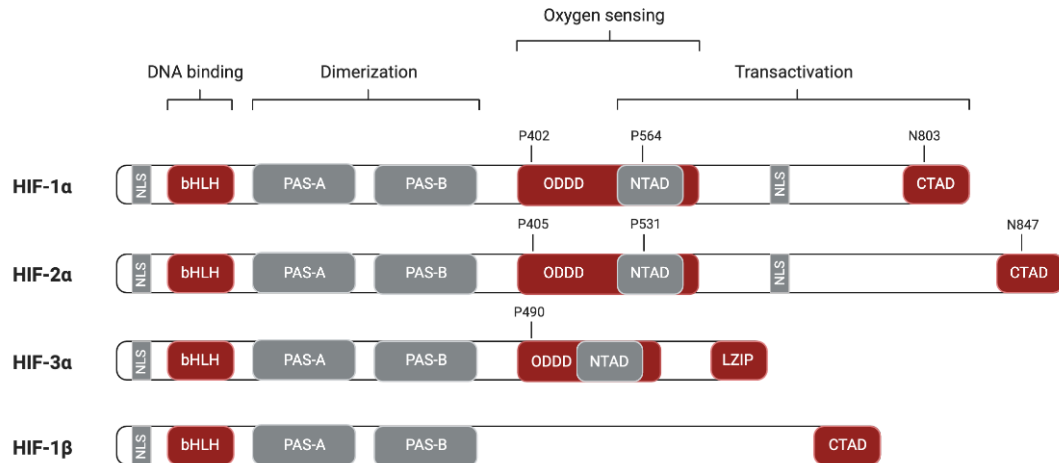 Oxygen sensing
DNA binding Dimerization Transactivation
P402 P564 N803
HIF-1α NLS bHLH PAS-A PAS-B ODDD NTAD NLS CTAD
P405 P531 N847
HIF-2α NLS bHLH PAS-A PAS-B ODDD NTAD NLS CTAD
P490
HIF-3α NLS bHLH PAS-A PAS-B ODDD NTAD LZIP
HIF-1β NLS bHLH PAS-A PAS-B CTAD